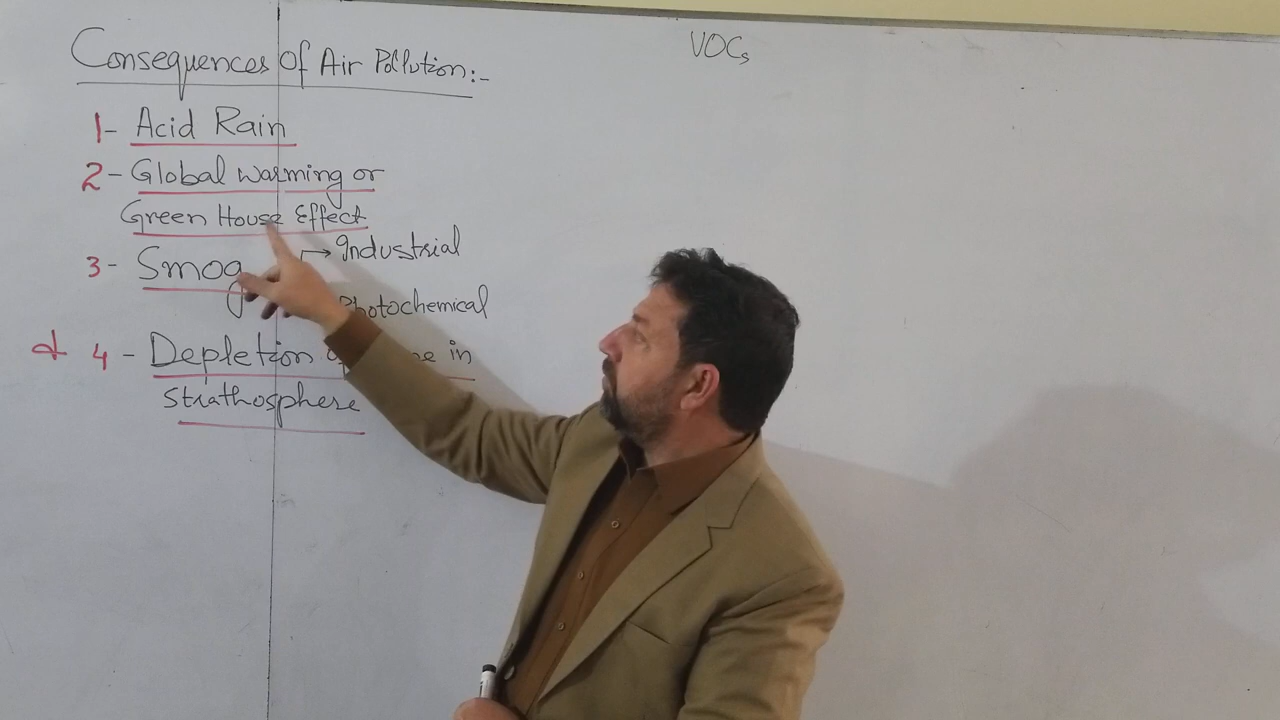 Consequences Of Air Pollution:-
VOCs
1- Acid Rain
2- Global warming or
Green House Effect
3- Smog → Industrial
Photochemical
& 4- Depletion in
strathosphere